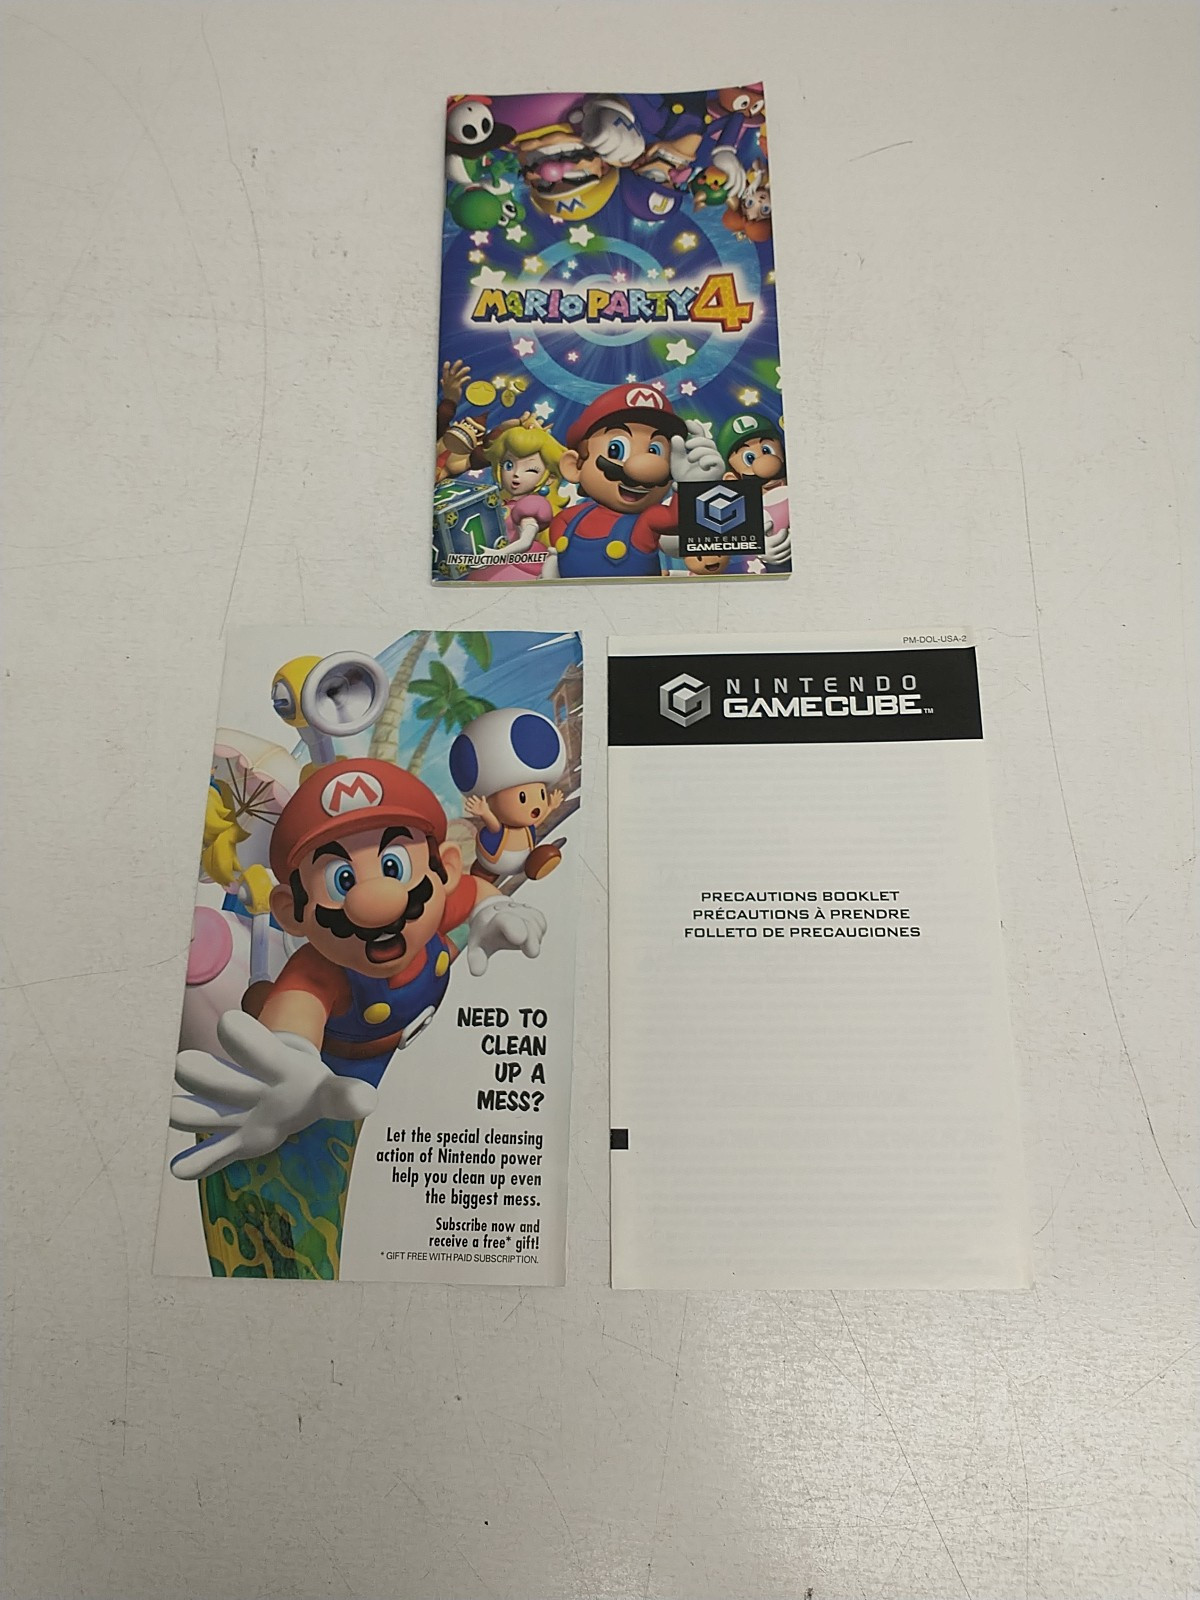 MARIO PARTY 4
M
L
INSTRUCTION BOOKLET
NINTENDO
GAMECUBE™
M
NEED TO
CLEAN
UP A
MESS?
Let the special cleansing
action of Nintendo power
help you clean up even
the biggest mess.
Subscribe now and
receive a free* gift!
* GIFT FREE WITH PAID SUBSCRIPTION.
PM-DOL-USA-2
NINTENDO
GAMECUBE™
PRECAUTIONS BOOKLET
PRÉCAUTIONS À PRENDRE
FOLLETO DE PRECAUCIONES